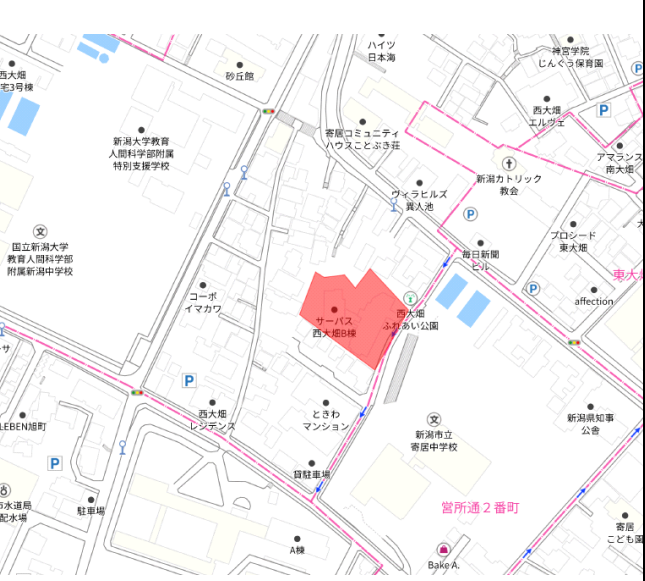 ハイツ
日本海
神宮学院
じんぐう保育園
P
西大畑
宅3号棟
砂丘館
西大畑
エルヴェ
P
新潟大学教育
人間科学部附属
特別支援学校
寄居コミュニティ
ハウスことぶき荘
アマランス
南大畑
新潟カトリック
教会
ヴィラヒルズ
異人池
P
文
国立新潟大学
教育人間科学部
附属新潟中学校
毎日新聞
ビル
プロシード
東大畑
東大
P
affection
コーポ
イマカワ
サーパス
西大畑B棟
西大畑
ふれあい公園
サ
P
西大畑
レジデンス
ときわ
マンション
文
新潟市立
寄居中学校
新潟県知事
公舎
LEBEN旭町
P
貸駐車場
水道局
配水場
駐車場
営所通2番町
寄居
こども園
A棟
Bake A.